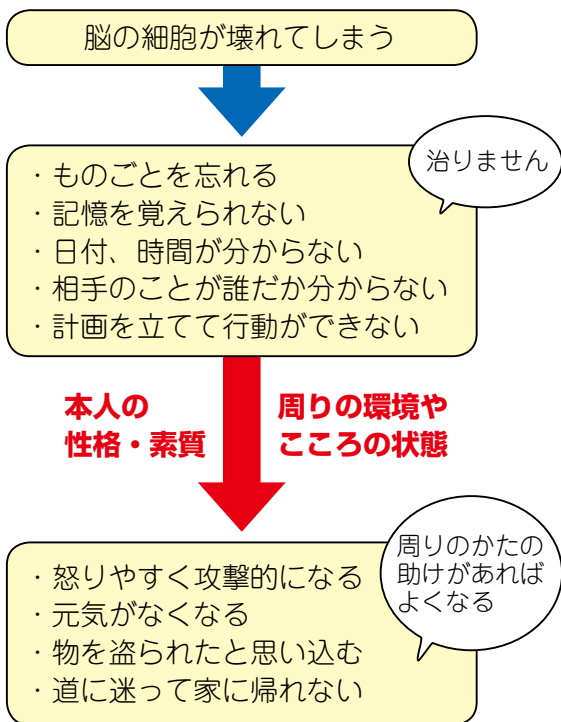 脳の細胞が壊れてしまう
・ものごとを忘れる
・記憶を覚えられない
・日付、時間が分からない
・相手のことが誰だか分からない
・計画を立てて行動ができない
治りません
本人の
性格・素質
周りの環境や
こころの状態
・怒りやすく攻撃的になる
・元気がなくなる
・物を盗られたと思い込む
・道に迷って家に帰れない
周りのかたの
助けがあれば
よくなる